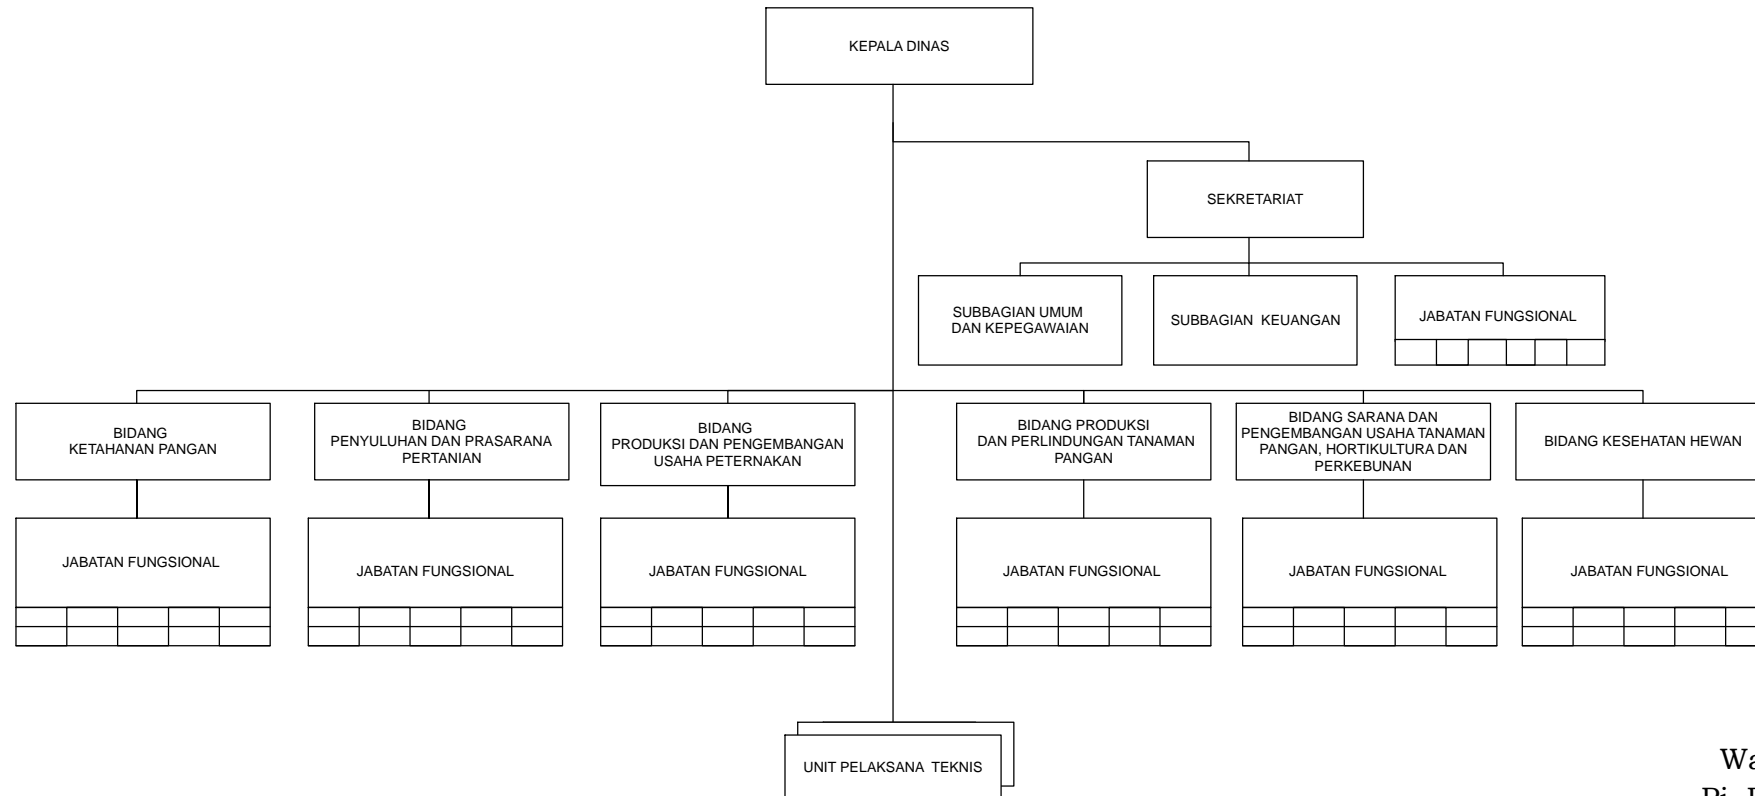 KEPALA DINAS
SEKRETARIAT
SUBBAGIAN UMUM
DAN KEPEGAWAIAN
SUBBAGIAN KEUANGAN
JABATAN FUNGSIONAL
BIDANG
KETAHANAN PANGAN
BIDANG
PENYULUHAN DAN PRASARANA
PERTANIAN
BIDANG
PRODUKSI DAN PENGEMBANGAN
USAHA PETERNAKAN
BIDANG PRODUKSI
DAN PERLINDUNGAN TANAMAN
PANGAN
BIDANG SARANA DAN
PENGEMBANGAN USAHA TANAMAN
PANGAN, HORTIKULTURA DAN
PERKEBUNAN
BIDANG KESEHATAN HEWAN
JABATAN FUNGSIONAL
JABATAN FUNGSIONAL
JABATAN FUNGSIONAL
JABATAN FUNGSIONAL
JABATAN FUNGSIONAL
JABATAN FUNGSIONAL
UNIT PELAKSANA TEKNIS